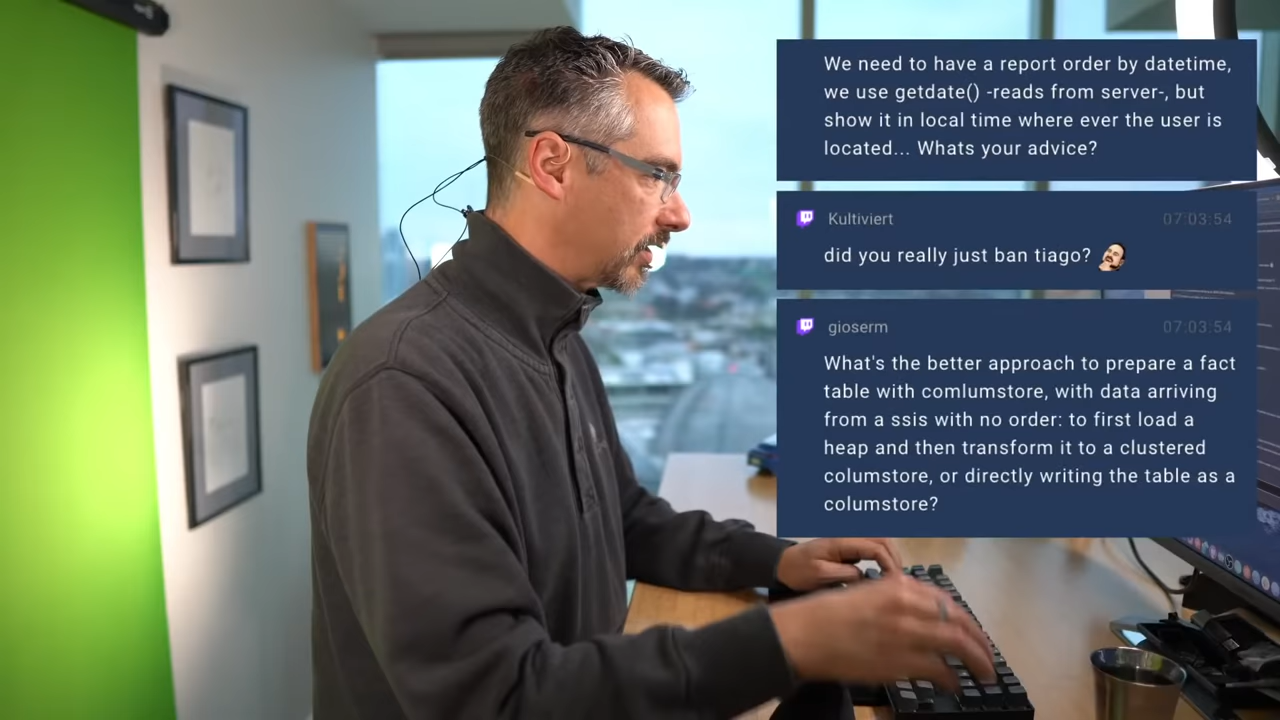 We need to have a report order by datetime,
we use getdate() -reads from server-, but
show it in local time where ever the user is
located... Whats your advice?
Kultiviert 07:03:54
did you really just ban tiago?
gioserm 07:03:54
What's the better approach to prepare a fact
table with comlumstore, with data arriving
from a ssis with no order: to first load a
heap and then transform it to a clustered
columstore, or directly writing the table as a
columstore?